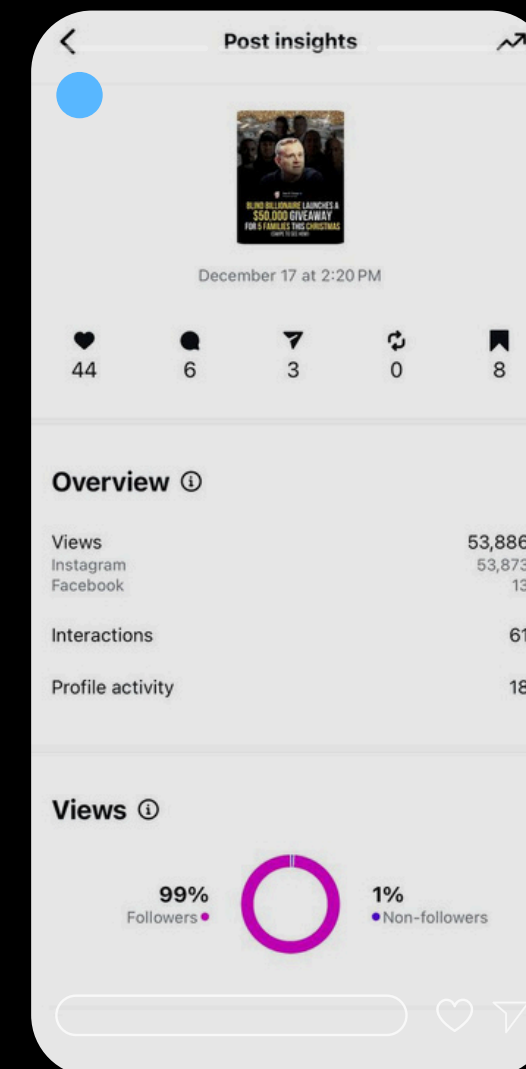 Post insights
BLIND BILLIONAIRE LAUNCHES A
$50,000 GIVEAWAY
FOR 5 FAMILIES THIS CHRISTMAS
December 17 at 2:20 PM
44
6
3
0
8
Overview
Views 53,886
Instagram 53,873
Facebook 13
Interactions 61
Profile activity 18
Views
99%
Followers
1%
Non-followers